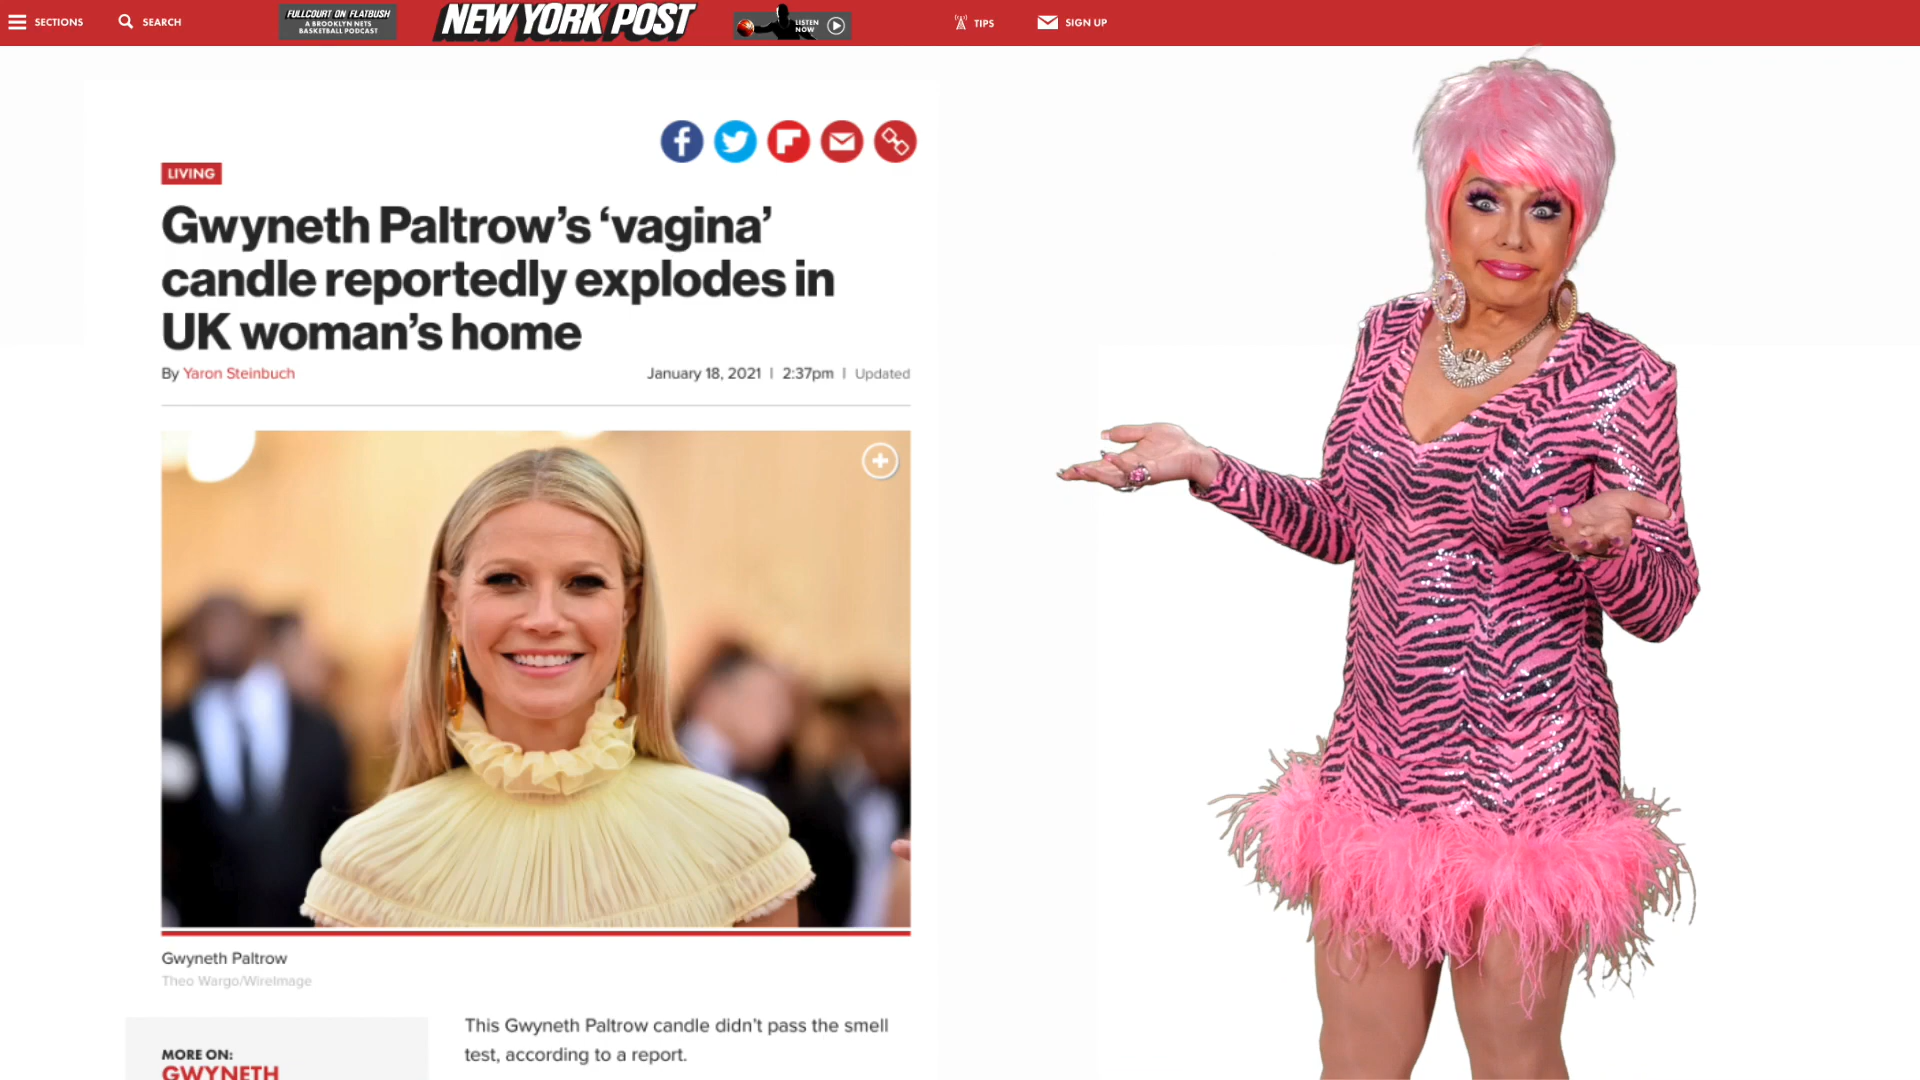 SECTIONS
SEARCH
FULLCOURT ON FLATBUSH
A BROOKLYN NETS
BASKETBALL PODCAST
NEW YORK POST
LISTEN
NOW
TIPS
SIGN UP
LIVING
Gwyneth Paltrow’s ‘vagina’
candle reportedly explodes in
UK woman’s home
By Yaron Steinbuch
January 18, 2021 | 2:37pm | Updated
Gwyneth Paltrow
Theo Wargo/WireImage
This Gwyneth Paltrow candle didn’t pass the smell
test, according to a report.
MORE ON:
GWYNETH